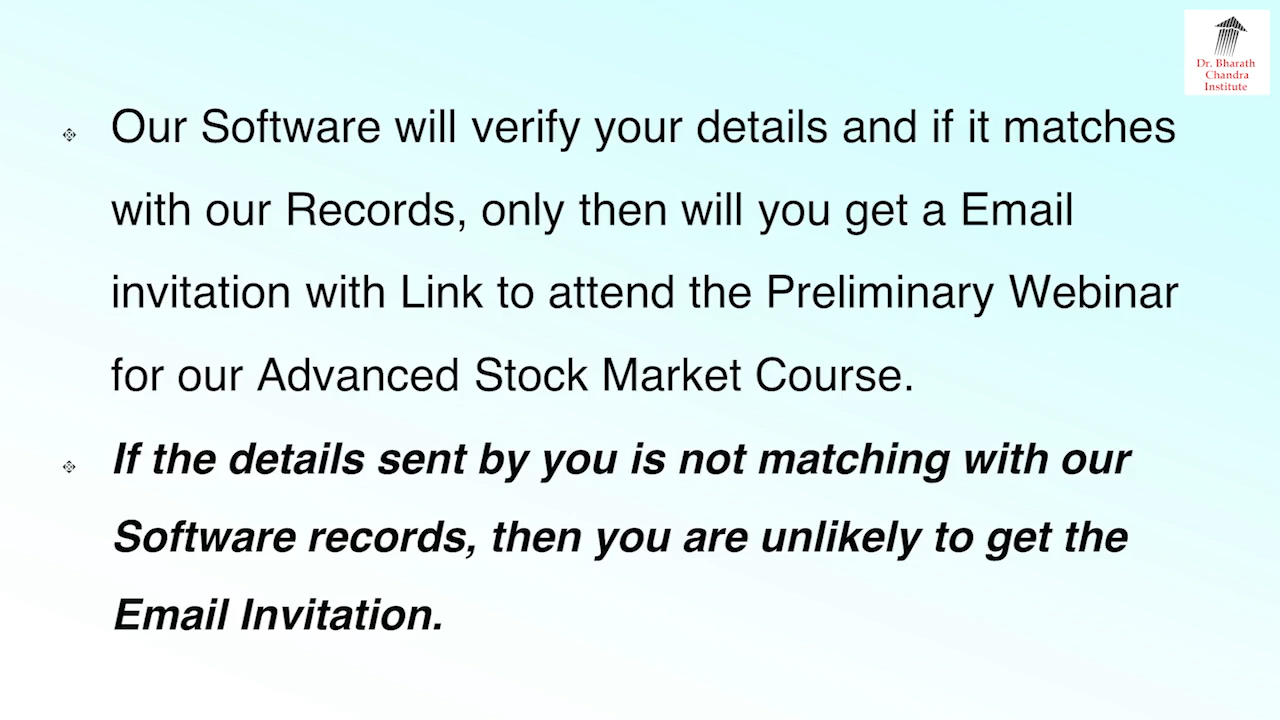 Dr. Bharath
Chandra
Institute
Our Software will verify your details and if it matches
with our Records, only then will you get a Email
invitation with Link to attend the Preliminary Webinar
for our Advanced Stock Market Course.
If the details sent by you is not matching with our
Software records, then you are unlikely to get the
Email Invitation.